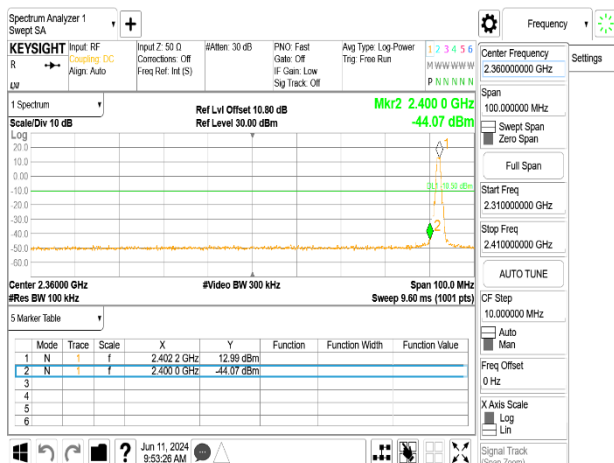 Spectrum Analyzer 1
Swept SA
Frequency
KEYSIGHT
R
Input: RF
Coupling: DC
Align: Auto
Input Z: 50 Ω
Corrections: Off
Freq Ref: Int (S)
#Atten: 30 dB
PNO: Fast
Gate: Off
IF Gain: Low
Sig Track: Off
Avg Type: Log-Power
Trig: Free Run
1 2 3 4 5 6
M W W W W W
P N N N N N
1 Spectrum
Scale/Div 10 dB
Ref Lvl Offset 10.80 dB
Ref Level 30.00 dBm
Mkr2 2.400 0 GHz
-44.07 dBm
Log
20.0
10.0
0.00
-10.0
-20.0
-30.0
-40.0
-50.0
-60.0
1
DL1 -18.50 dBm
2
Center 2.36000 GHz
#Res BW 100 kHz
#Video BW 300 kHz
Span 100.0 MHz
Sweep 9.60 ms (1001 pts)
5 Marker Table
Mode Trace Scale X Y Function Function Width Function Value
1 N 1 f 2.402 2 GHz 12.99 dBm
2 N 1 f 2.400 0 GHz -44.07 dBm
3
4
5
6
Jun 11, 2024
9:53:26 AM
Center Frequency
2.360000000 GHz
Settings
Span
100.000000 MHz
Swept Span
Zero Span
Full Span
Start Freq
2.310000000 GHz
Stop Freq
2.410000000 GHz
AUTO TUNE
CF Step
10.000000 MHz
Auto
Man
Freq Offset
0 Hz
X Axis Scale
Log
Lin
Signal Track
(Span Zoom)